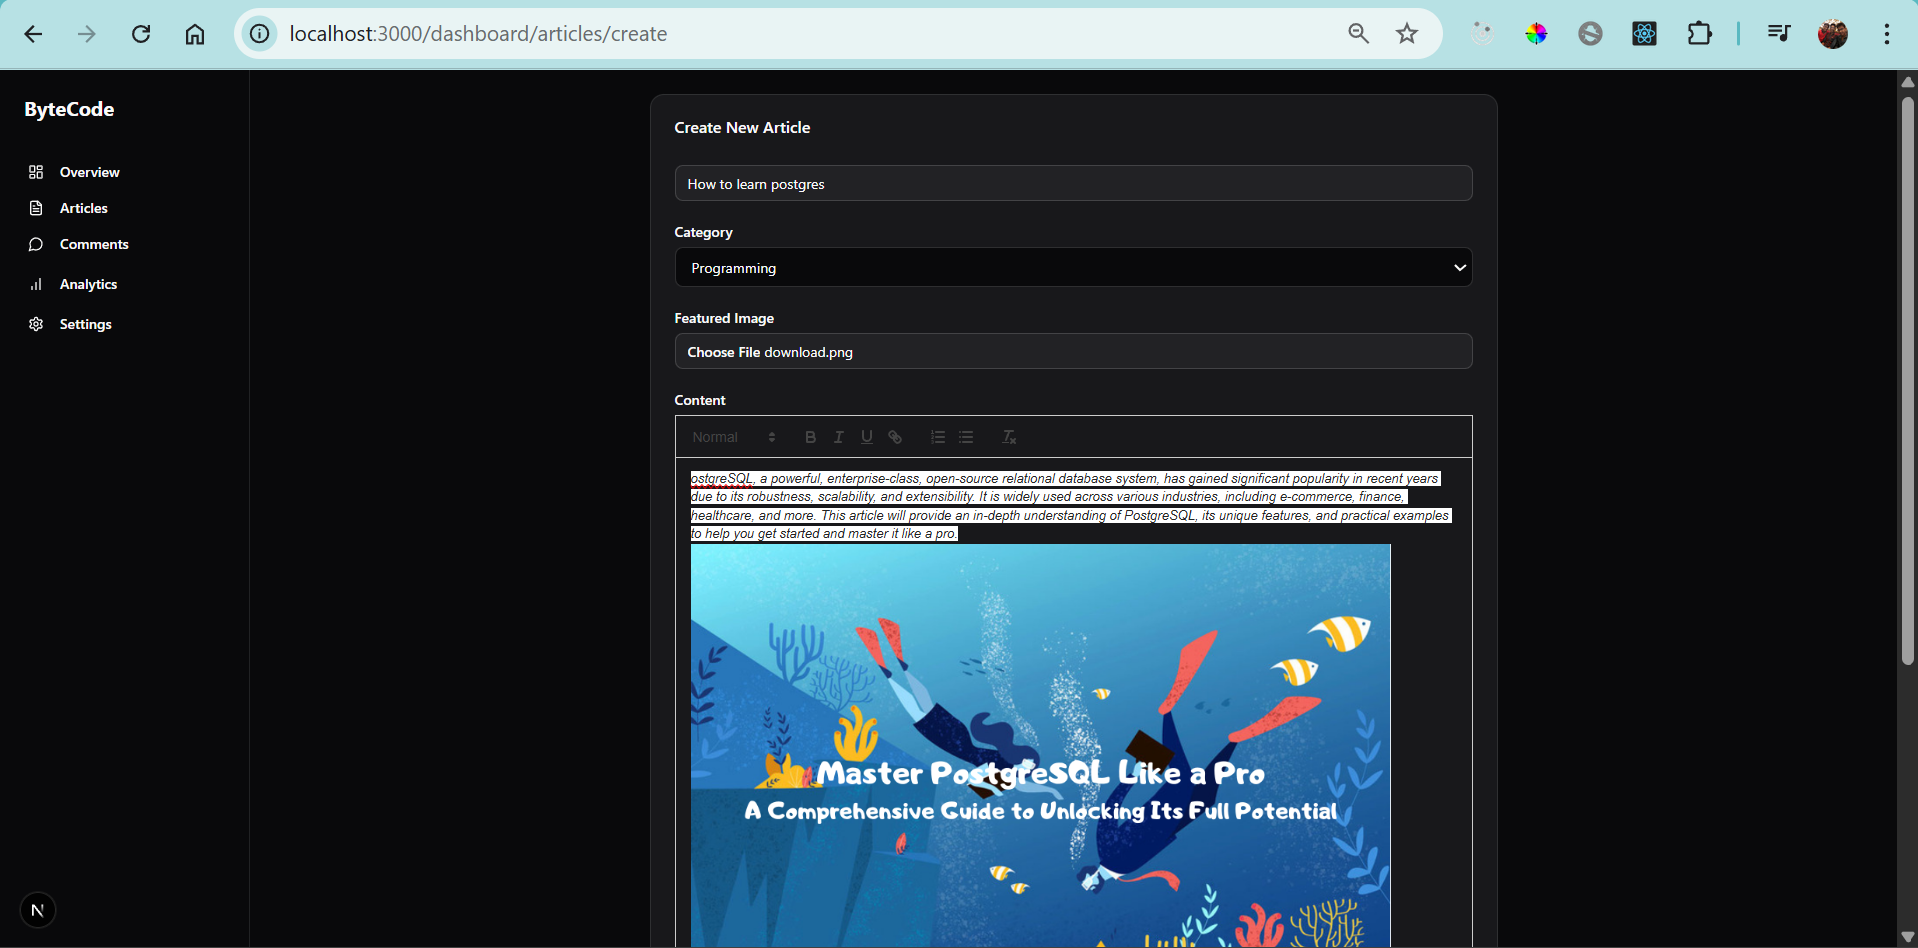 localhost:3000/dashboard/articles/create
ByteCode
Overview
Articles
Comments
Analytics
Settings
N
Create New Article
How to learn postgres
Category
Programming
Featured Image
Choose File download.png
Content
Normal B I U Tx
ostgreSQL, a powerful, enterprise-class, open-source relational database system, has gained significant popularity in recent years
due to its robustness, scalability, and extensibility. It is widely used across various industries, including e-commerce, finance,
healthcare, and more. This article will provide an in-depth understanding of PostgreSQL, its unique features, and practical examples
to help you get started and master it like a pro.
Master PostgreSQL Like a Pro
A Comprehensive Guide to Unlocking Its Full Potential